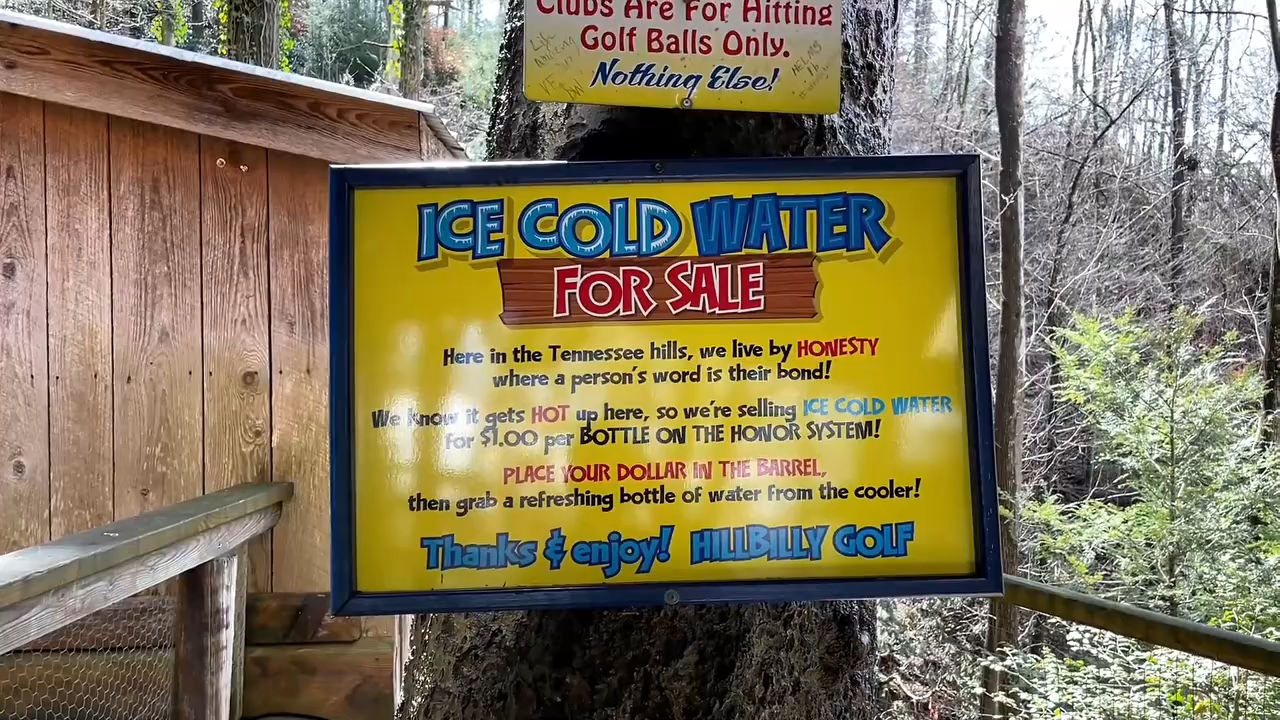 Clubs Are For Hitting
Golf Balls Only.
Nothing Else!
ICE COLD WATER
FOR SALE
Here in the Tennessee hills, we live by HONESTY
where a person's word is their bond!
We know it gets HOT up here, so we're selling ICE COLD WATER
for $1.00 per BOTTLE ON THE HONOR SYSTEM!
PLACE YOUR DOLLAR IN THE BARREL,
then grab a refreshing bottle of water from the cooler!
Thanks & enjoy! HILLBILLY GOLF